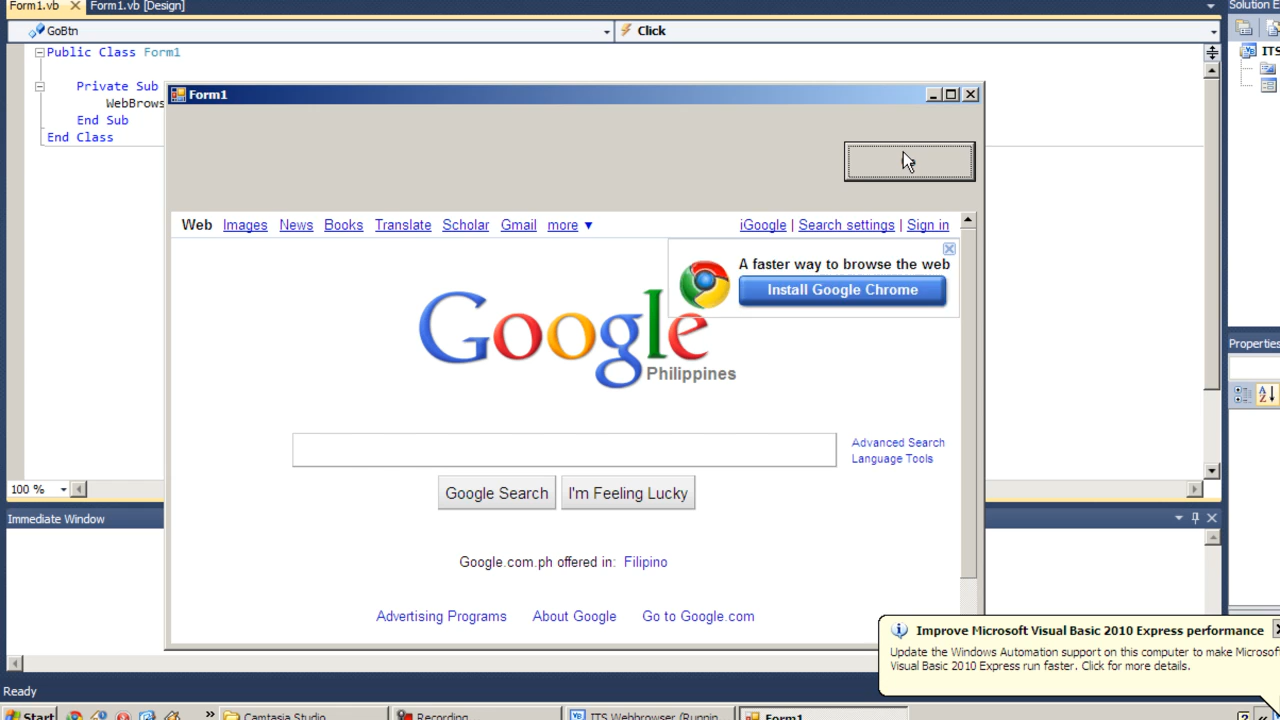 Form1.vb Form1.vb [Design]
Solution E
GoBtn
Click
Public Class Form1
ITS
Private Sub
WebBrows
End Sub
End Class
Form1
Web Images News Books Translate Scholar Gmail more ▼ iGoogle | Search settings | Sign in
A faster way to browse the web
Install Google Chrome
Google
Philippines
Properties
Advanced Search
Language Tools
Google Search I'm Feeling Lucky
100 %
Immediate Window
Google.com.ph offered in: Filipino
Advertising Programs About Google Go to Google.com
Improve Microsoft Visual Basic 2010 Express performance
Update the Windows Automation support on this computer to make Microsof
Visual Basic 2010 Express run faster. Click for more details.
Ready
Start Camtasia Studio Recording... ITS Webbrowser (Runnin Form1